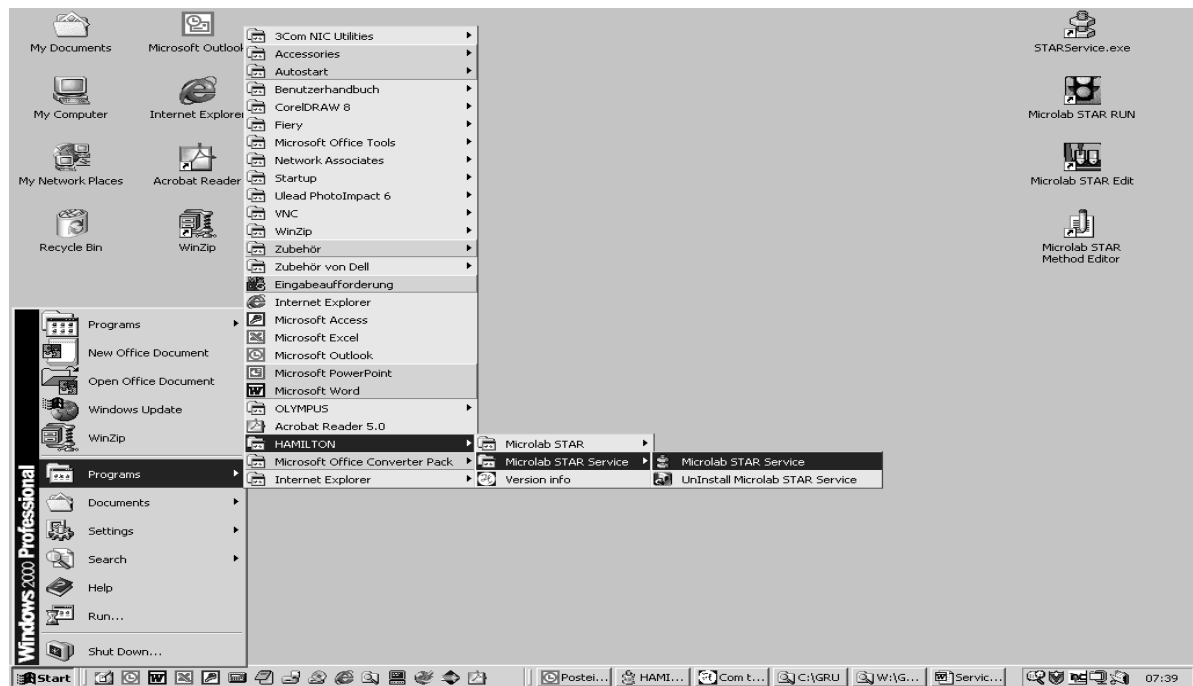 My Documents
Microsoft Outlook
My Computer
Internet Explorer
My Network Places
Acrobat Reader
Recycle Bin
WinZip
3Com NIC Utilities
Accessories
Autostart
Benutzerhandbuch
CorelDRAW 8
Fiery
Microsoft Office Tools
Network Associates
Startup
Ulead PhotoImpact 6
VNC
WinZip
Zubehör
Zubehör von Dell
Eingabeaufforderung
Internet Explorer
Microsoft Access
Microsoft Excel
Microsoft Outlook
Microsoft PowerPoint
Microsoft Word
OLYMPUS
Acrobat Reader 5.0
HAMILTON
Microsoft Office Converter Pack
Internet Explorer
Microlab STAR
Microlab STAR Service
Version info
Microlab STAR Service
UnInstall Microlab STAR Service
STARService.exe
Microlab STAR RUN
Microlab STAR Edit
Microlab STAR
Method Editor
Programs
New Office Document
Open Office Document
Windows Update
WinZip
Programs
Documents
Settings
Search
Help
Run...
Shut Down...
Windows 2000 Professional
Start
Postei...
HAMI...
Com t...
C:\GRU
W:\G...
Servic...
07:39